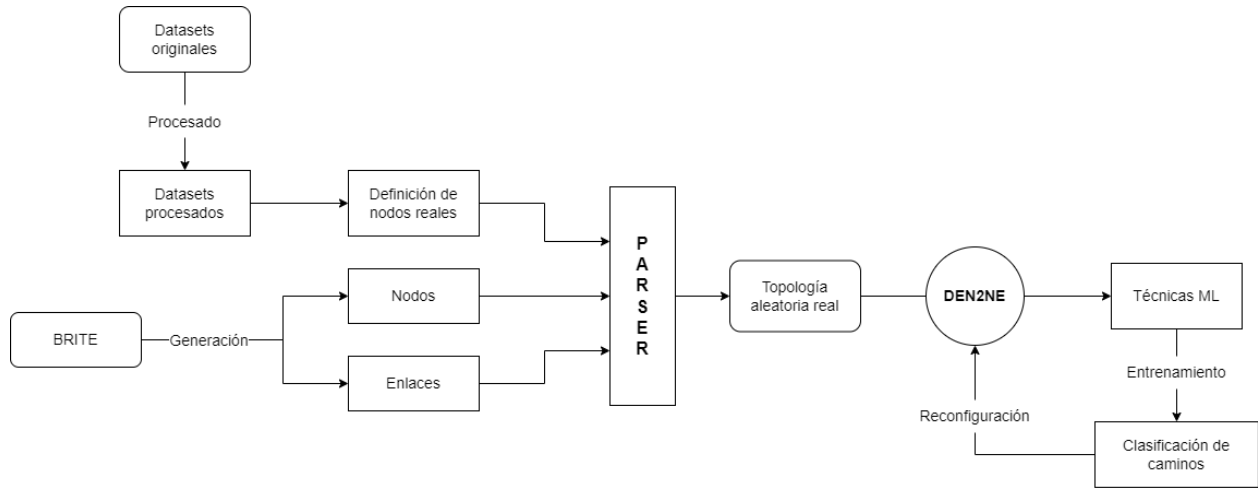 Datasets
originales
Procesado
Datasets
procesados
Definición de
nodos reales
BRITE
Generación
Nodos
Enlaces
P
A
R
S
E
R
Topología
aleatoria real
DEN2NE
Técnicas ML
Entrenamiento
Reconfiguración
Clasificación de
caminos